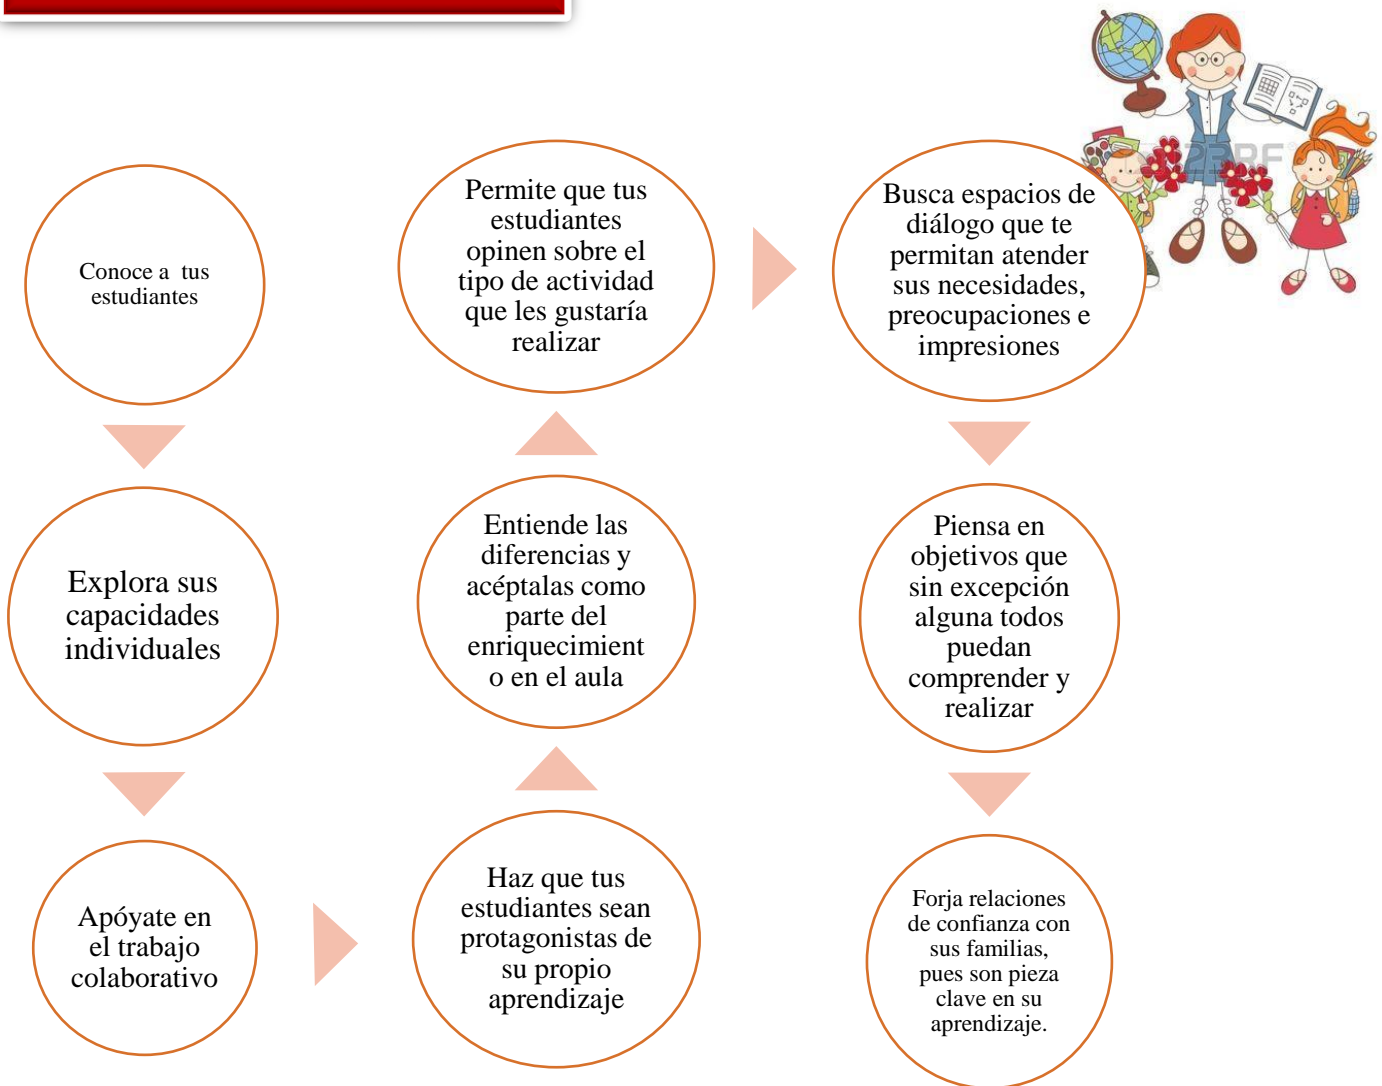 Conoce a tus
estudiantes
Explora sus
capacidades
individuales
Apóyate en
el trabajo
colaborativo
Haz que tus
estudiantes sean
protagonistas de
su propio
aprendizaje
Entiende las
diferencias y
acéptalas como
parte del
enriquecimient
o en el aula
Permite que tus
estudiantes
opinen sobre el
tipo de actividad
que les gustaría
realizar
Busca espacios de
diálogo que te
permitan atender
sus necesidades,
preocupaciones e
impresiones
Piensa en
objetivos que
sin excepción
alguna todos
puedan
comprender y
realizar
Forja relaciones
de confianza con
sus familias,
pues son pieza
clave en su
aprendizaje.